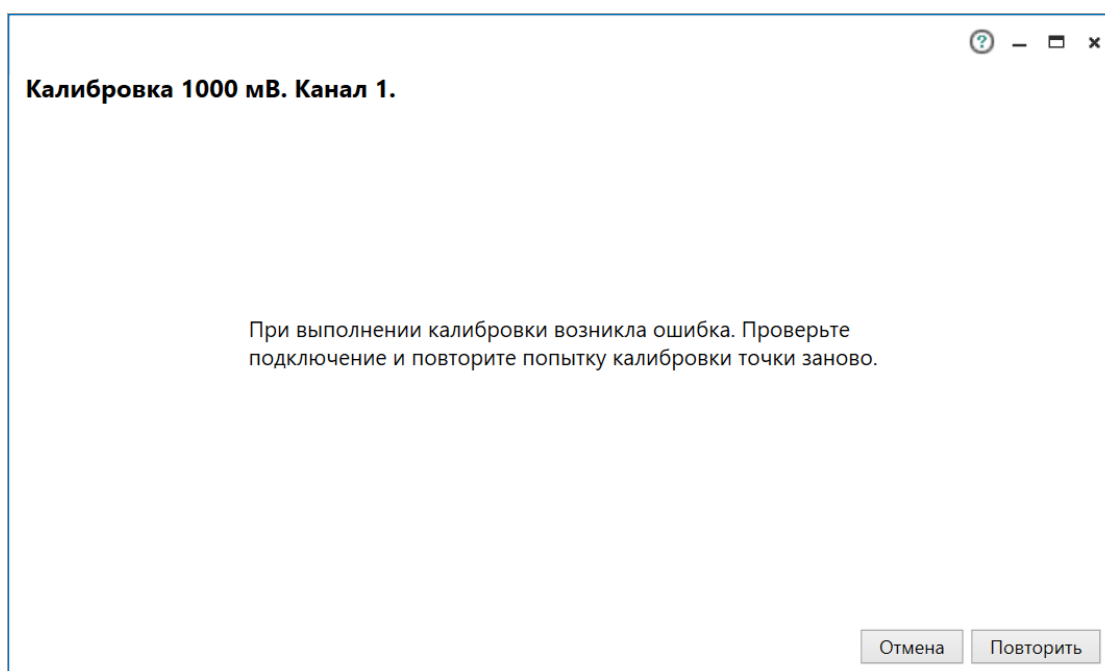 Калибровка 1000 мВ. Канал 1.
При выполнении калибровки возникла ошибка. Проверьте
подключение и повторите попытку калибровки точки заново.
Отмена
Повторить